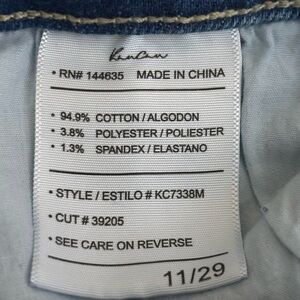 KanCan
• RN# 144635 MADE IN CHINA
• 94.9% COTTON / ALGODON
• 3.8% POLYESTER / POLIESTER
• 1.3% SPANDEX / ELASTANO
• STYLE / ESTILO # KC7338M
• CUT # 39205
• SEE CARE ON REVERSE
11/29